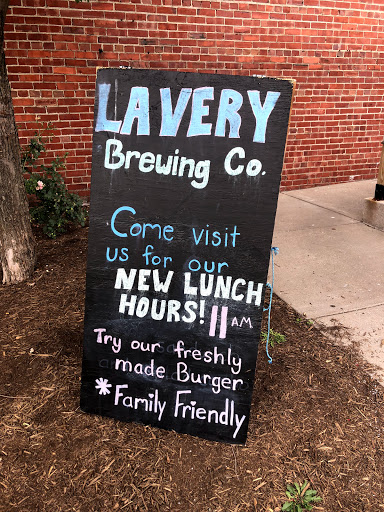 LAVERY
Brewing Co.
Come visit
us for our
NEW LUNCH
HOURS! 11 AM
Try our freshly
made Burger
* Family Friendly